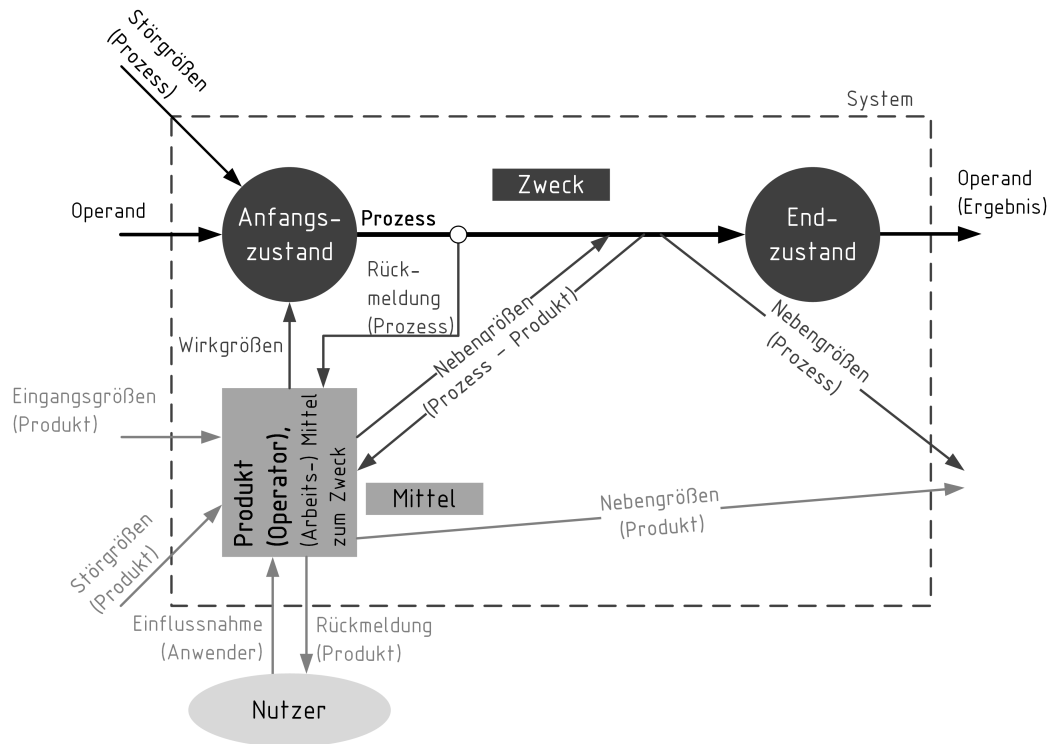 Störgrößen
(Prozess)
System
Zweck
Operand
Anfangs-
zustand
Prozess
End-
zustand
Operand
(Ergebnis)
Rück-
meldung
(Prozess)
Wirkgrößen
Nebengrößen
(Prozess - Produkt)
Nebengrößen
(Prozess)
Eingangsgrößen
(Produkt)
Produkt
(Operator),
(Arbeits-) Mittel
zum Zweck
Mittel
Nebengrößen
(Produkt)
Störgrößen
(Produkt)
Einflussnahme
(Anwender)
Rückmeldung
(Produkt)
Nutzer